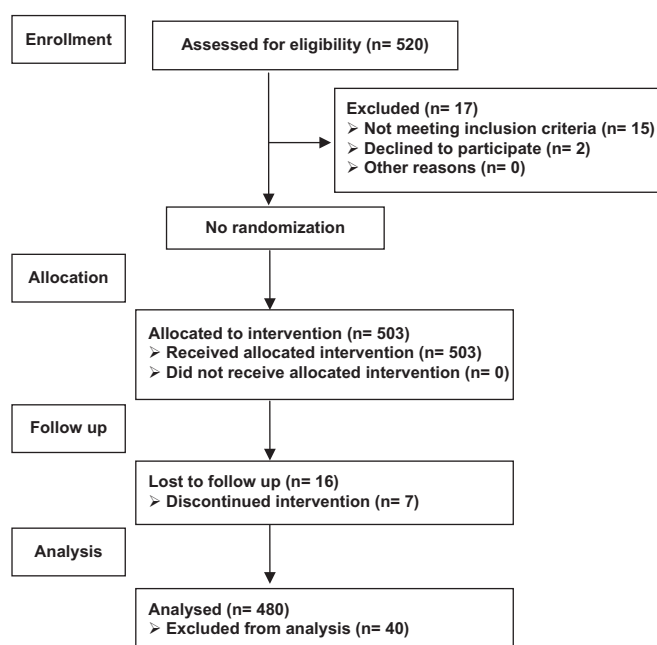 Enrollment
Assessed for eligibility (n= 520)
Excluded (n= 17)
➢ Not meeting inclusion criteria (n= 15)
➢ Declined to participate (n= 2)
➢ Other reasons (n= 0)
No randomization
Allocation
Allocated to intervention (n= 503)
➢ Received allocated intervention (n= 503)
➢ Did not receive allocated intervention (n= 0)
Follow up
Lost to follow up (n= 16)
➢ Discontinued intervention (n= 7)
Analysis
Analysed (n= 480)
➢ Excluded from analysis (n= 40)